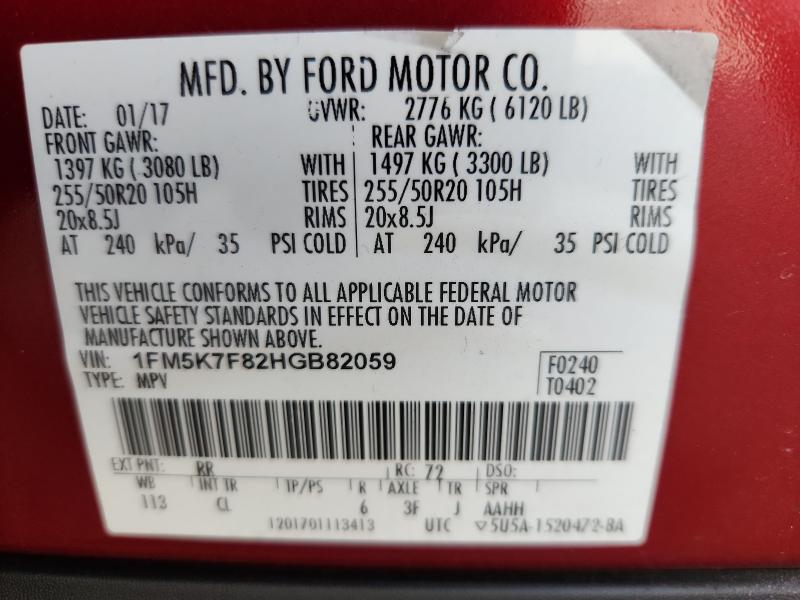 MFD. BY FORD MOTOR CO.
DATE: 01/17 GVWR: 2776 KG ( 6120 LB)
FRONT GAWR: REAR GAWR:
1397 KG ( 3080 LB) WITH 1497 KG ( 3300 LB) WITH
255/50R20 105H TIRES 255/50R20 105H TIRES
20x8.5J RIMS 20x8.5J RIMS
AT 240 kPa/ 35 PSI COLD AT 240 kPa/ 35 PSI COLD
THIS VEHICLE CONFORMS TO ALL APPLICABLE FEDERAL MOTOR
VEHICLE SAFETY STANDARDS IN EFFECT ON THE DATE OF
MANUFACTURE SHOWN ABOVE.
VIN: 1FM5K7F82HGB82059 F0240
TYPE: MPV T0402
EXT PNT: RR RC: 72 DSO:
WB INT TR TP/PS R AXLE TR SPR
113 CL 6 3F J AAHH
1201701113413 UTC ▽5U5A-1520472-BA